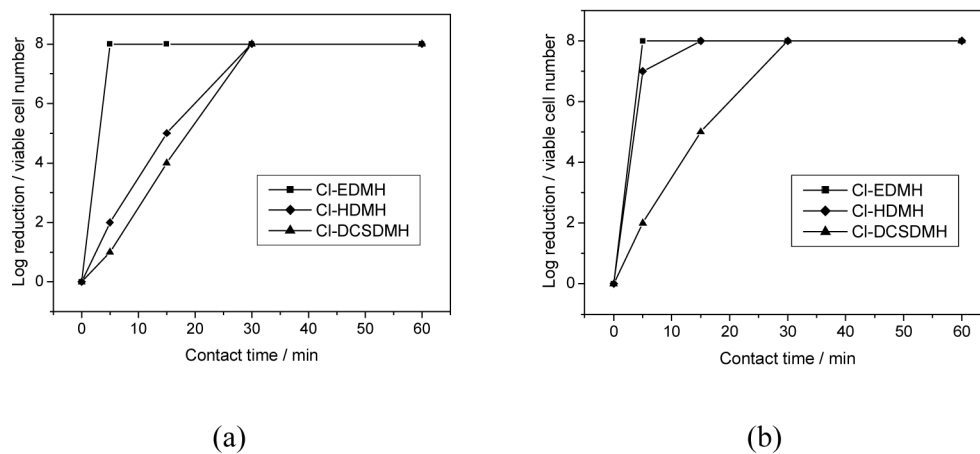 8
6
4
2
0
Log reduction / viable cell number
Cl-EDMH
Cl-HDMH
Cl-DCSDMH
0 10 20 30 40 50 60
Contact time / min
(a)
8
6
4
2
0
Log reduction / viable cell number
Cl-EDMH
Cl-HDMH
Cl-DCSDMH
0 10 20 30 40 50 60
Contact time / min
(b)